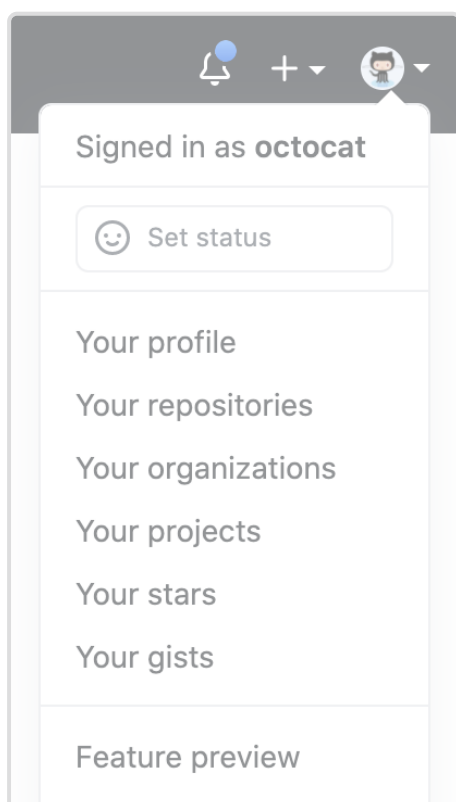 Signed in as octocat
Set status
Your profile
Your repositories
Your organizations
Your projects
Your stars
Your gists
Feature preview